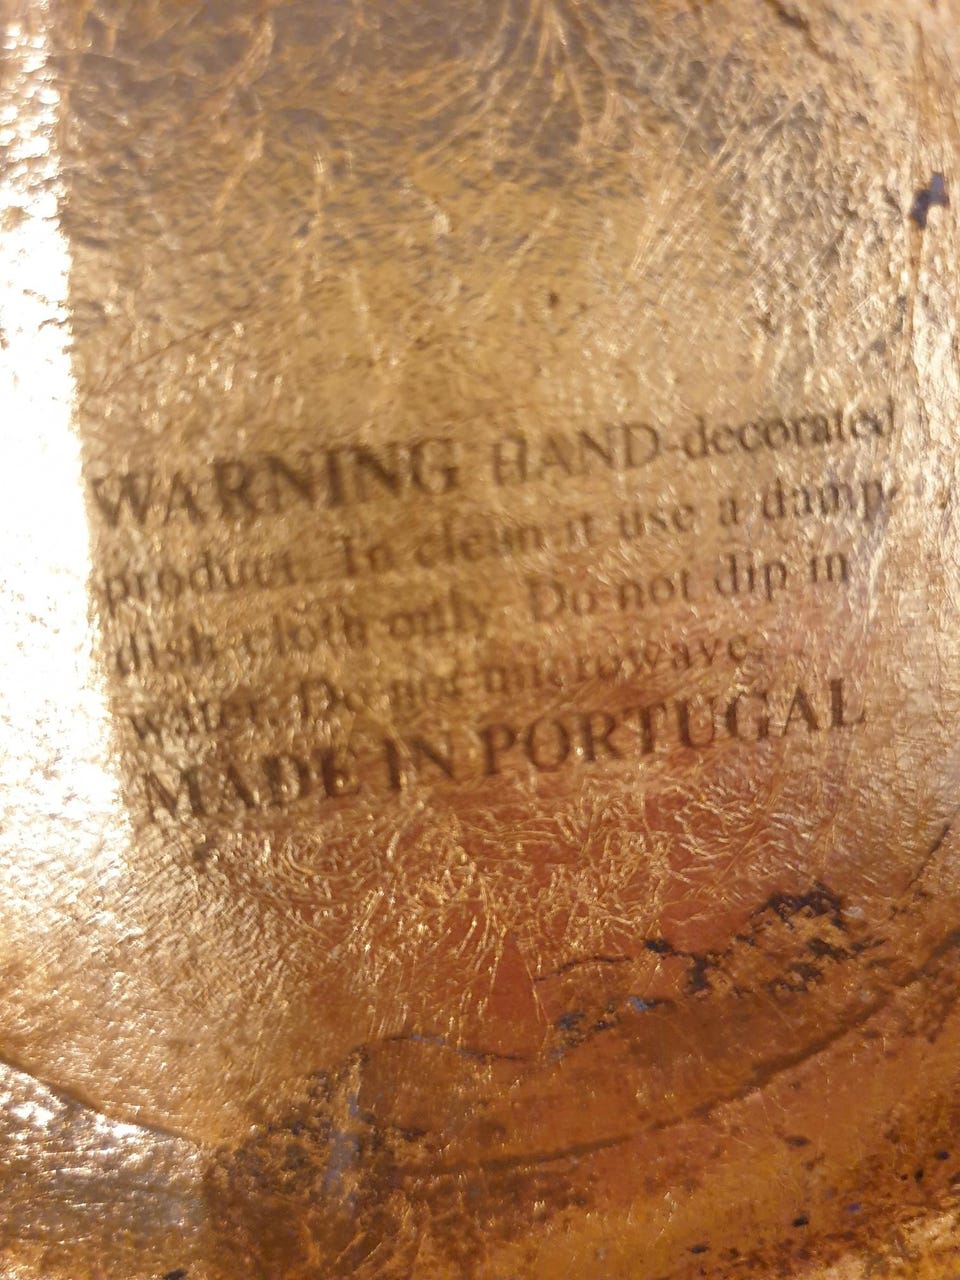 WARNING HAND-decorated
product. To clean it use a damp
dish cloth only. Do not dip in
water. Do not microwave.
MADE IN PORTUGAL